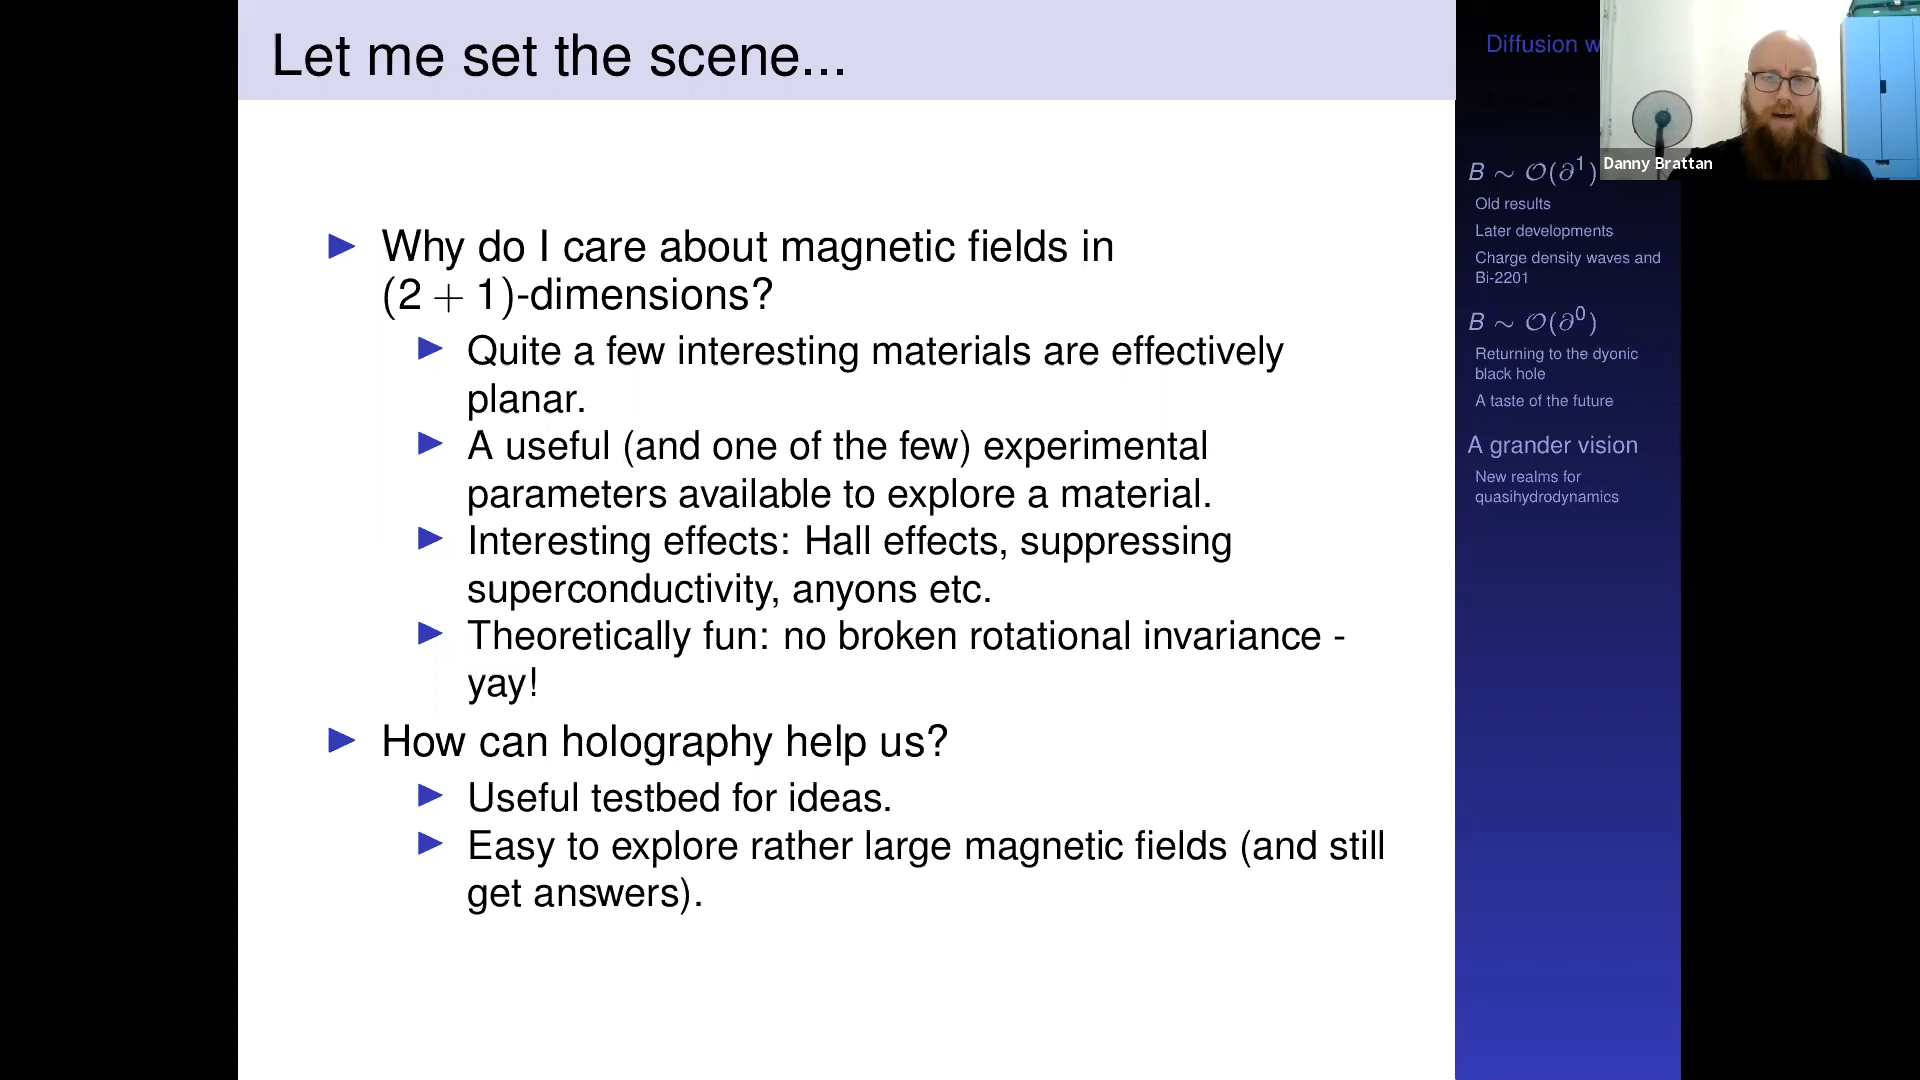 Let me set the scene...
Why do I care about magnetic fields in
(2 + 1)-dimensions?
Quite a few interesting materials are effectively
planar.
A useful (and one of the few) experimental
parameters available to explore a material.
Interesting effects: Hall effects, suppressing
superconductivity, anyons etc.
Theoretically fun: no broken rotational invariance -
yay!
How can holography help us?
Useful testbed for ideas.
Easy to explore rather large magnetic fields (and still
get answers).
Diffusion
B ∼ 𝒪(∂¹)
Old results
Later developments
Charge density waves and
Bi-2201
B ∼ 𝒪(∂⁰)
Returning to the dyonic
black hole
A taste of the future
A grander vision
New realms for
quasihydrodynamics
Danny Brattan